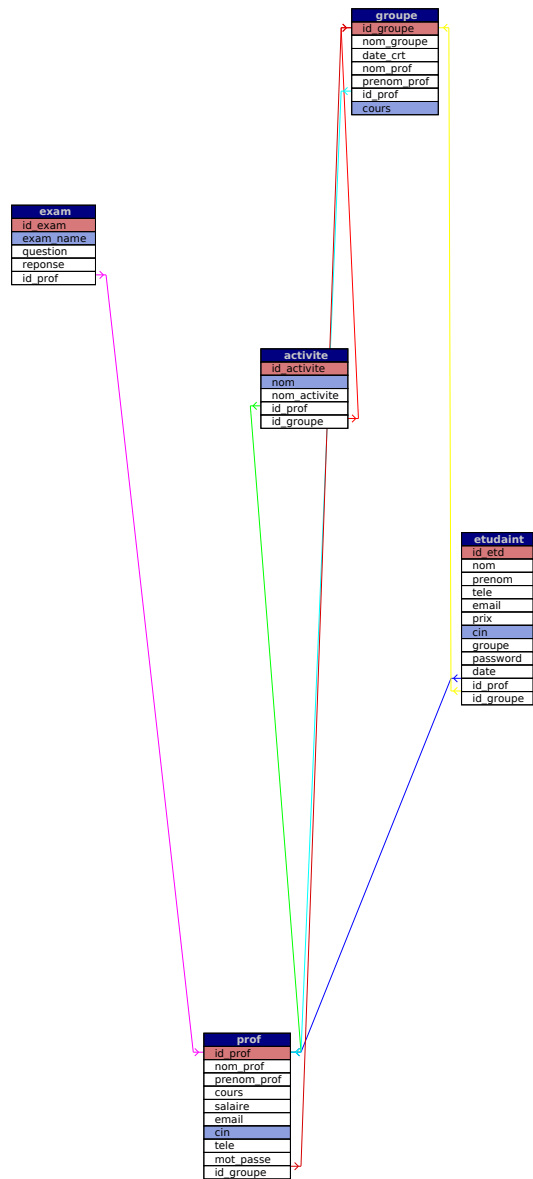 groupe
id_groupe
nom_groupe
date_crt
nom_prof
prenom_prof
id_prof
cours
exam
id_exam
exam_name
question
reponse
id_prof
activite
id_activite
nom
nom_activite
id_prof
id_groupe
etudaint
id_etd
nom
prenom
tele
email
prix
cin
groupe
password
date
id_prof
id_groupe
prof
id_prof
nom_prof
prenom_prof
cours
salaire
email
cin
tele
mot_passe
id_groupe